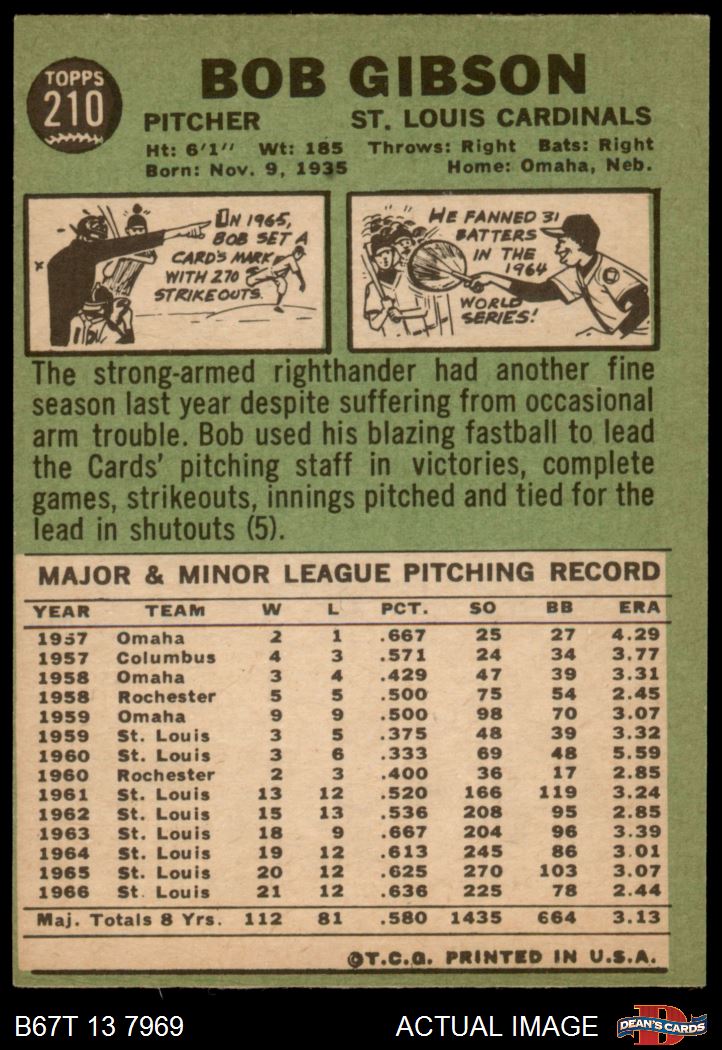 TOPPS
210
BOB GIBSON
PITCHER ST. LOUIS CARDINALS
Ht: 6'1" Wt: 185 Throws: Right Bats: Right
Born: Nov. 9, 1935 Home: Omaha, Neb.
IN 1965,
BOB SET A
CARD'S MARK
WITH 270
STRIKEOUTS.
HE FANNED 31
BATTERS
IN THE
1964
WORLD
SERIES!
The strong-armed righthander had another fine
season last year despite suffering from occasional
arm trouble. Bob used his blazing fastball to lead
the Cards' pitching staff in victories, complete
games, strikeouts, innings pitched and tied for the
lead in shutouts (5).
MAJOR & MINOR LEAGUE PITCHING RECORD
YEAR TEAM W L PCT. SO BB ERA
1957 Omaha 2 1 .667 25 27 4.29
1957 Columbus 4 3 .571 24 34 3.77
1958 Omaha 3 4 .429 47 39 3.31
1958 Rochester 5 5 .500 75 54 2.45
1959 Omaha 9 9 .500 98 70 3.07
1959 St. Louis 3 5 .375 48 39 3.32
1960 St. Louis 3 6 .333 69 48 5.59
1960 Rochester 2 3 .400 36 17 2.85
1961 St. Louis 13 12 .520 166 119 3.24
1962 St. Louis 15 13 .536 208 95 2.85
1963 St. Louis 18 9 .667 204 96 3.39
1964 St. Louis 19 12 .613 245 86 3.01
1965 St. Louis 20 12 .625 270 103 3.07
1966 St. Louis 21 12 .636 225 78 2.44
Maj. Totals 8 Yrs. 112 81 .580 1435 664 3.13
©T.C.G. PRINTED IN U.S.A.
B67T 13 7969 ACTUAL IMAGE DEAN'S CARDS